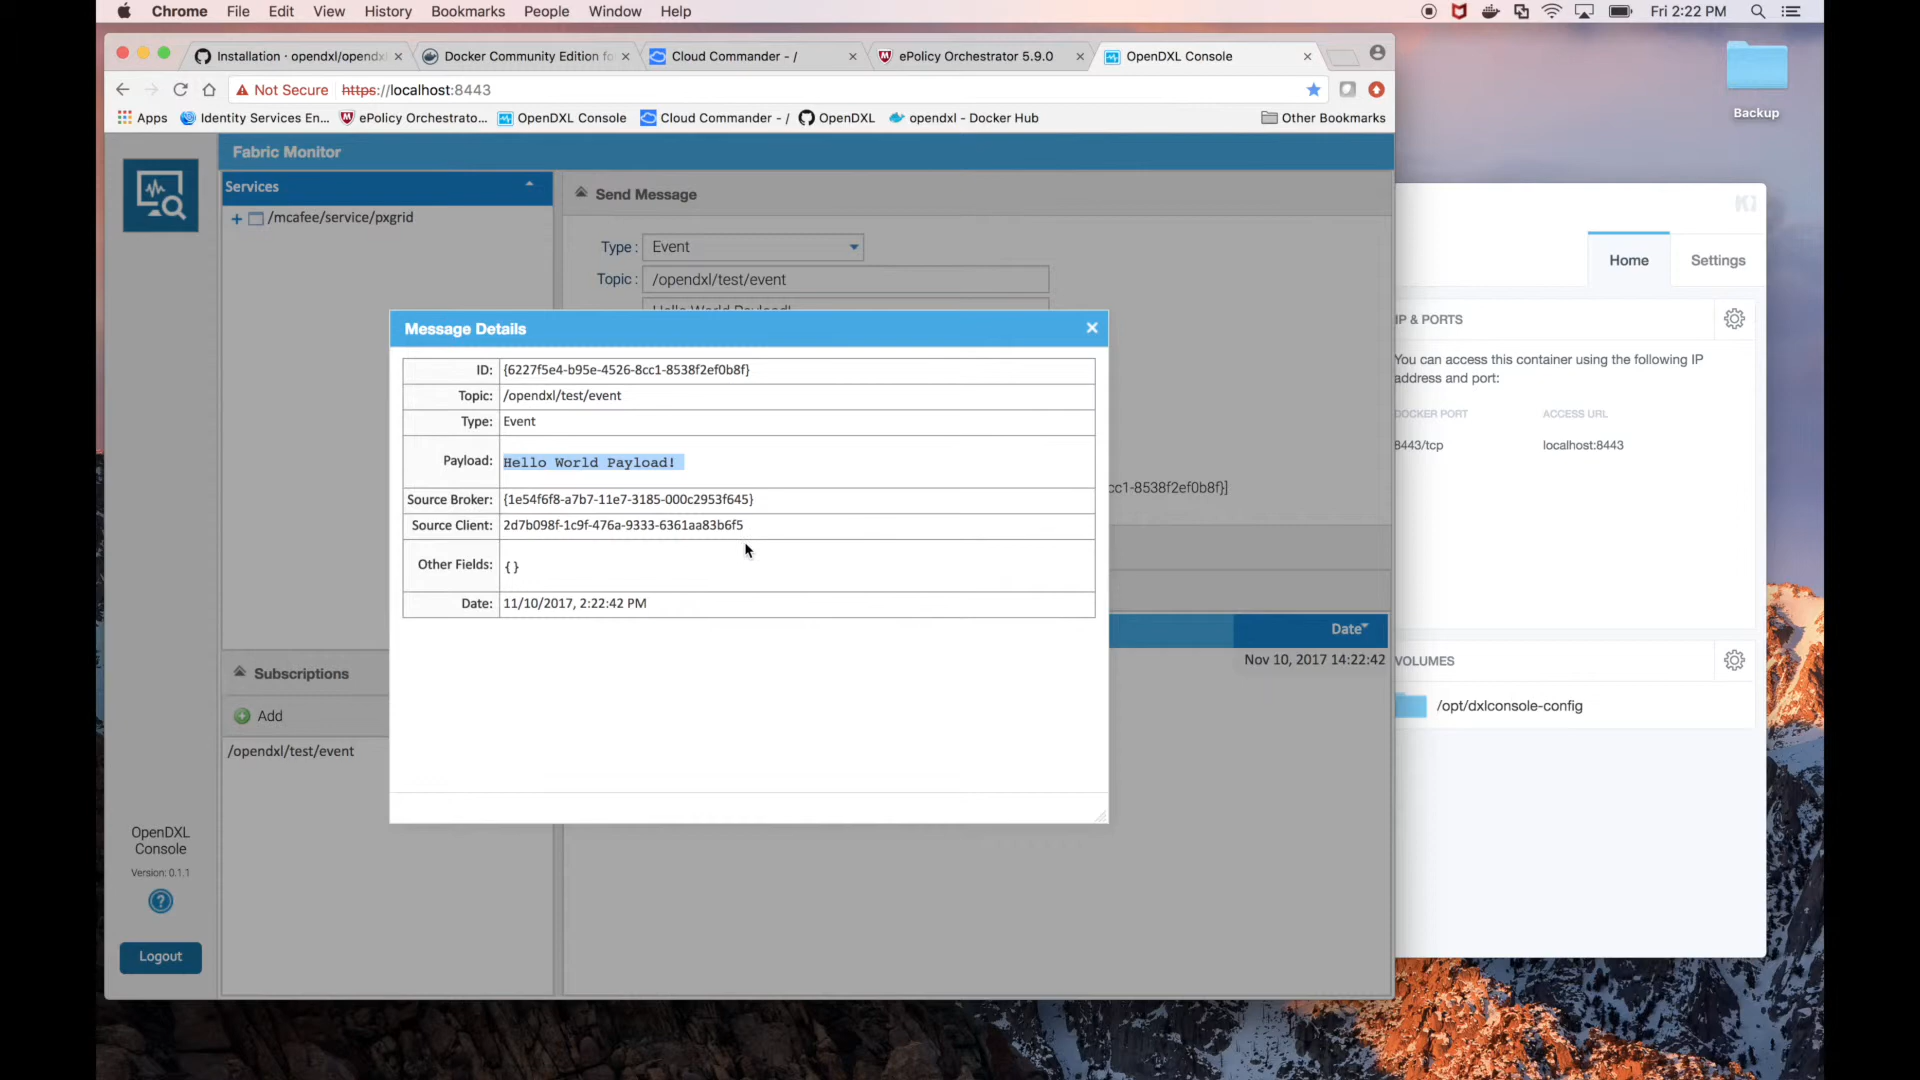 Chrome File Edit View History Bookmarks People Window Help Fri 2:22 PM
Installation · opendxl/opendx Docker Community Edition fo Cloud Commander - / ePolicy Orchestrator 5.9.0 OpenDXL Console
Not Secure https://localhost:8443
Apps Identity Services En... ePolicy Orchestrato... OpenDXL Console Cloud Commander - / OpenDXL opendxl - Docker Hub Other Bookmarks
Backup
Fabric Monitor
Services
/mcafee/service/pxgrid
Send Message
Type : Event
Topic : /opendxl/test/event
Hello World Payload!
Message Details
ID: {6227f5e4-b95e-4526-8cc1-8538f2ef0b8f}
Topic: /opendxl/test/event
Type: Event
Payload: Hello World Payload!
Source Broker: {1e54f6f8-a7b7-11e7-3185-000c2953f645}
Source Client: 2d7b098f-1c9f-476a-9333-6361aa83b6f5
Other Fields: {}
Date: 11/10/2017, 2:22:42 PM
cc1-8538f2ef0b8f}]
Date
Nov 10, 2017 14:22:42
Subscriptions
Add
/opendxl/test/event
OpenDXL
Console
Version: 0.1.1
Logout
Home Settings
IP & PORTS
You can access this container using the following IP
address and port:
DOCKER PORT ACCESS URL
8443/tcp localhost:8443
VOLUMES
/opt/dxlconsole-config